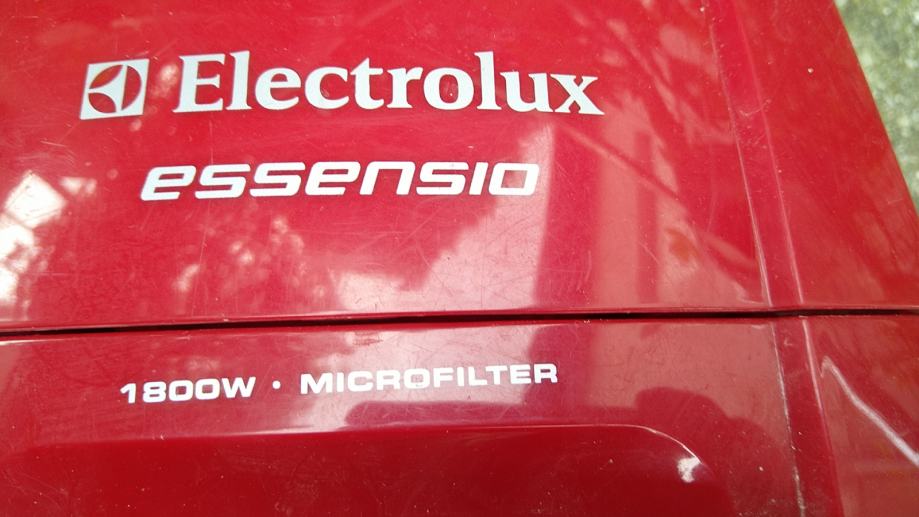 Electrolux
essensio
1800W · MICROFILTER